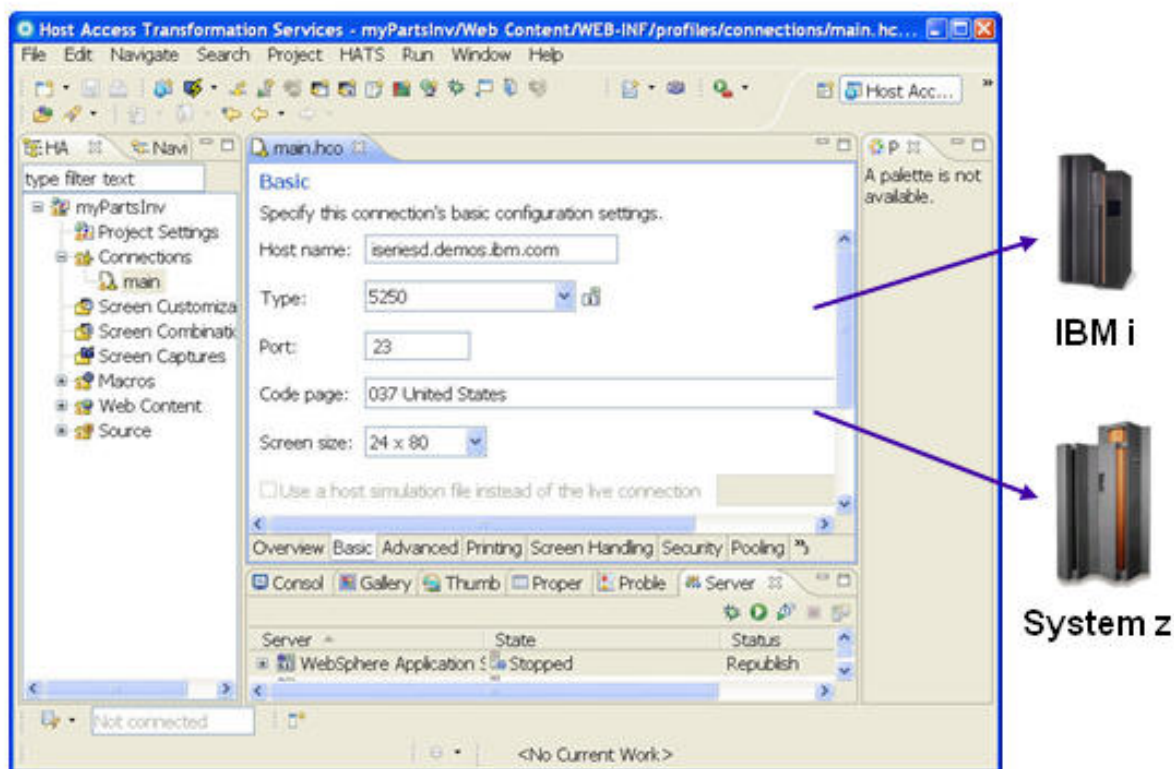 Host Access Transformation Services - myPartsInv/Web Content/WEB-INF/profiles/connections/main.hc...
File Edit Navigate Search Project HATS Run Window Help
Host Acc...
HA
Navi
type filter text
myPartsInv
Project Settings
Connections
main
Screen Customiza
Screen Combinatic
Screen Captures
Macros
Web Content
Source
main.hco
Basic
Specify this connection's basic configuration settings.
Host name: iseriesd.demos.ibm.com
Type: 5250
Port: 23
Code page: 037 United States
Screen size: 24 x 80
Use a host simulation file instead of the live connection
Overview Basic Advanced Printing Screen Handling Security Pooling
P
A palette is not
available.
Consol Gallery Thumb Proper Proble Server
Server State Status
WebSphere Application S Stopped Republish
Not connected
<No Current Work>
IBM i
System z